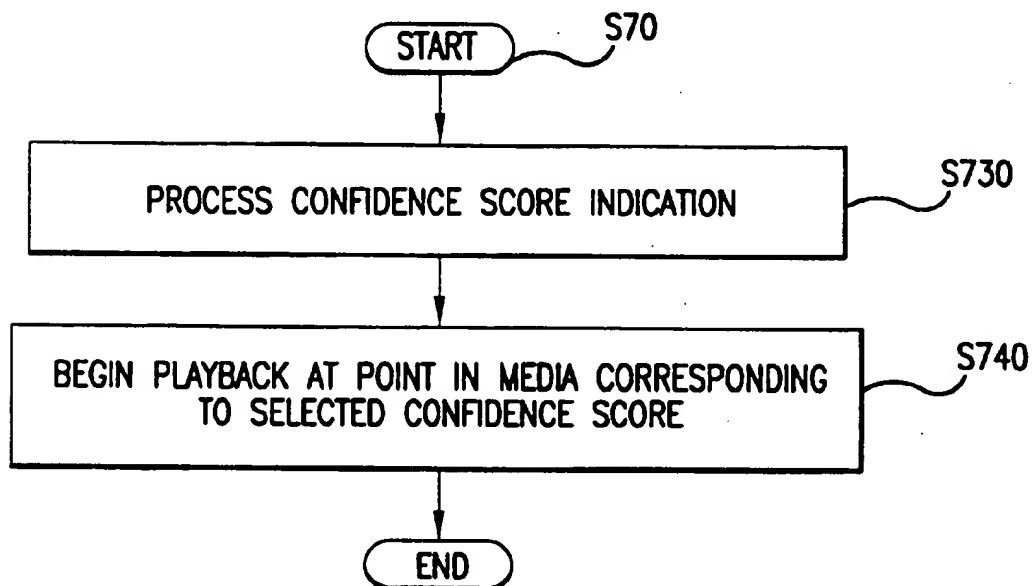 START
S70
PROCESS CONFIDENCE SCORE INDICATION
S730
BEGIN PLAYBACK AT POINT IN MEDIA CORRESPONDING
TO SELECTED CONFIDENCE SCORE
S740
END